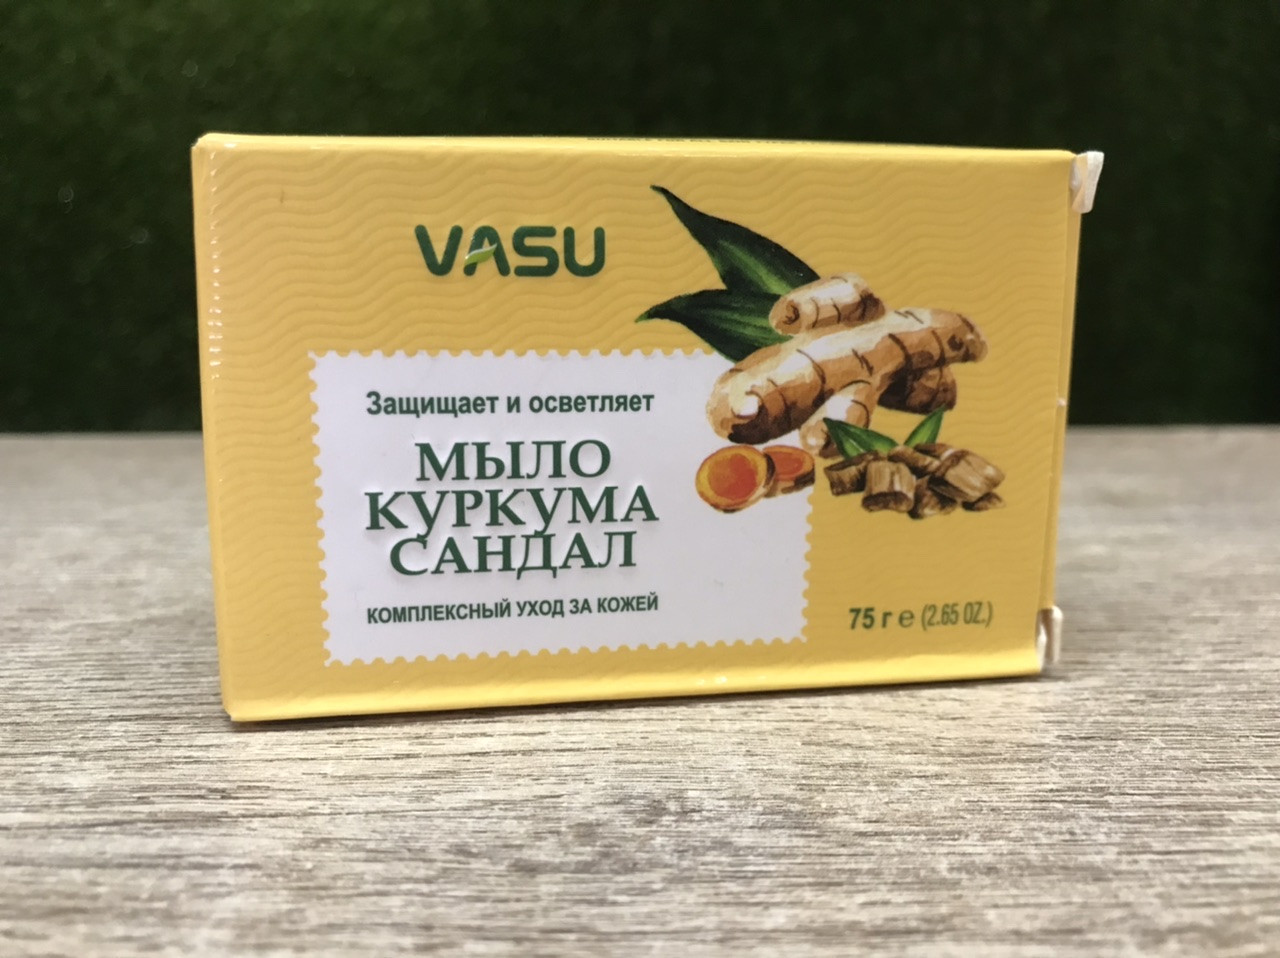 VASU
Защищает и осветляет
МЫЛО
КУРКУМА
САНДАЛ
КОМПЛЕКСНЫЙ УХОД ЗА КОЖЕЙ
75 г ℮ (2.65 OZ.)